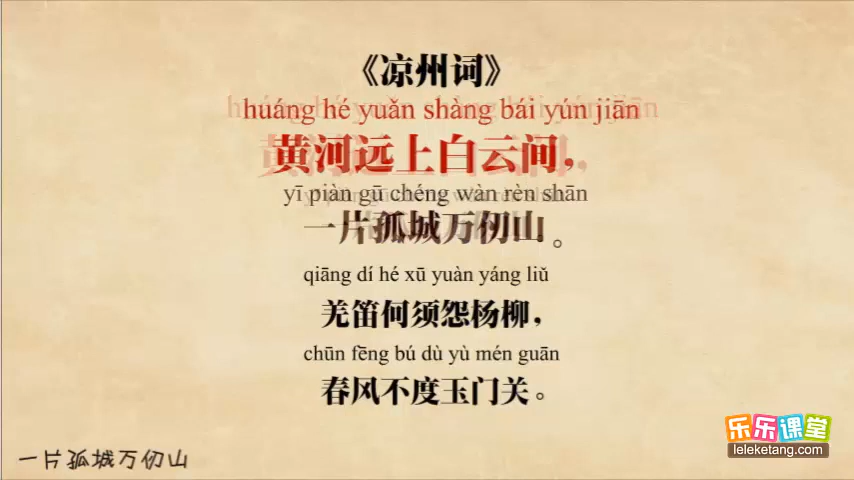 《凉州词》
huáng hé yuǎn shàng bái yún jiān
黄河远上白云间，
yī piàn gū chéng wàn rèn shān
一片孤城万仞山。
qiāng dí hé xū yuàn yáng liǔ
羌笛何须怨杨柳，
chūn fēng bú dù yù mén guān
春风不度玉门关。
一片孤城万仞山
乐乐课堂
leleketang.com